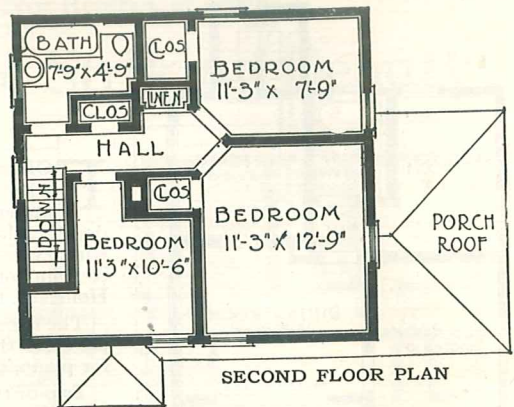 BATH
7'-9" X 4'-9"
CLOS
BEDROOM
11'-3" X 7'-9"
LINEN
CLOS
HALL
DOWN
CLOS
BEDROOM
11'-3" X 12'-9"
BEDROOM
11'3" X 10'-6"
PORCH
ROOF
SECOND FLOOR PLAN